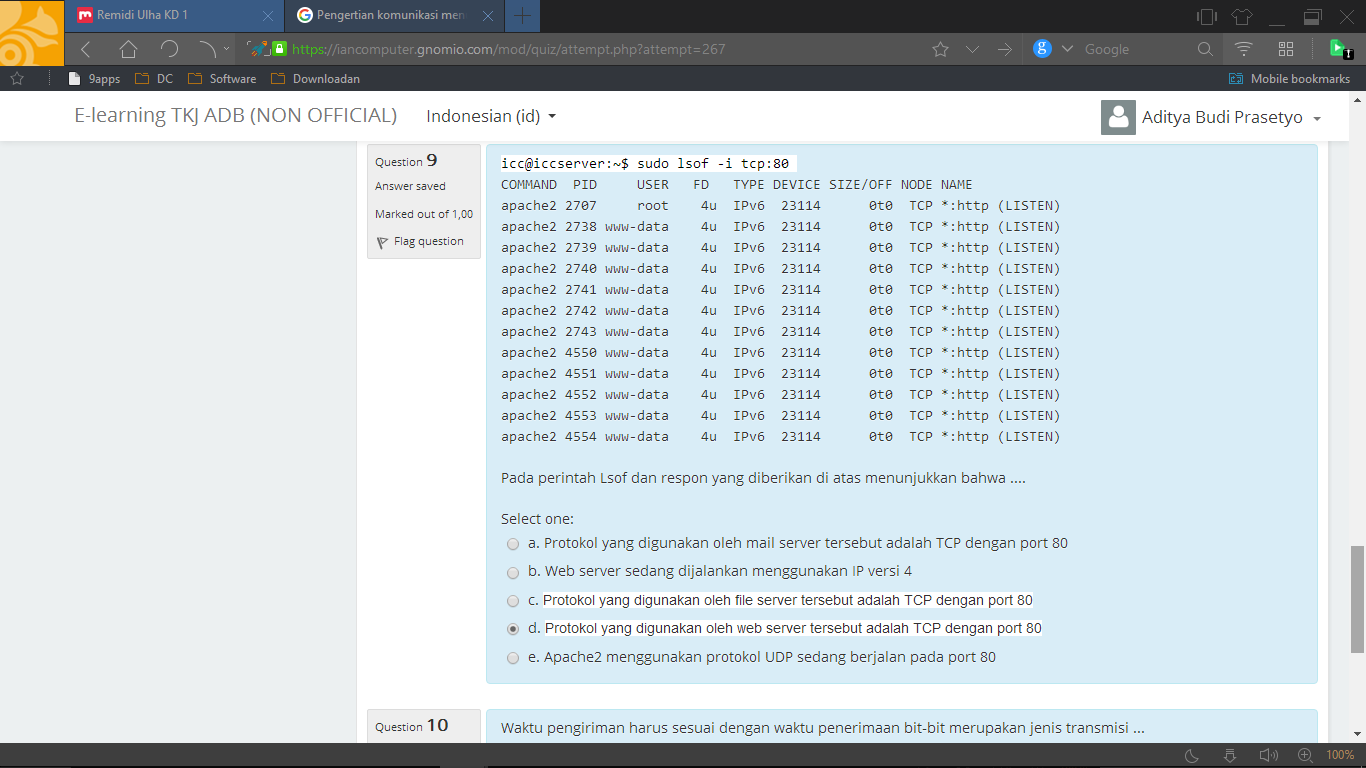 Remidi Ulha KD 1
Pengertian komunikasi men
https://iancomputer.gnomio.com/mod/quiz/attempt.php?attempt=267
Google
9apps
DC
Software
Downloadan
Mobile bookmarks
E-learning TKJ ADB (NON OFFICIAL)
Indonesian (id)
Aditya Budi Prasetyo
Question 9
Answer saved
Marked out of 1,00
Flag question
icc@iccserver:~$ sudo lsof -i tcp:80
COMMAND PID USER FD TYPE DEVICE SIZE/OFF NODE NAME
apache2 2707 root 4u IPv6 23114 0t0 TCP *:http (LISTEN)
apache2 2738 www-data 4u IPv6 23114 0t0 TCP *:http (LISTEN)
apache2 2739 www-data 4u IPv6 23114 0t0 TCP *:http (LISTEN)
apache2 2740 www-data 4u IPv6 23114 0t0 TCP *:http (LISTEN)
apache2 2741 www-data 4u IPv6 23114 0t0 TCP *:http (LISTEN)
apache2 2742 www-data 4u IPv6 23114 0t0 TCP *:http (LISTEN)
apache2 2743 www-data 4u IPv6 23114 0t0 TCP *:http (LISTEN)
apache2 4550 www-data 4u IPv6 23114 0t0 TCP *:http (LISTEN)
apache2 4551 www-data 4u IPv6 23114 0t0 TCP *:http (LISTEN)
apache2 4552 www-data 4u IPv6 23114 0t0 TCP *:http (LISTEN)
apache2 4553 www-data 4u IPv6 23114 0t0 TCP *:http (LISTEN)
apache2 4554 www-data 4u IPv6 23114 0t0 TCP *:http (LISTEN)
Pada perintah Lsof dan respon yang diberikan di atas menunjukkan bahwa ....
Select one:
a. Protokol yang digunakan oleh mail server tersebut adalah TCP dengan port 80
b. Web server sedang dijalankan menggunakan IP versi 4
c. Protokol yang digunakan oleh file server tersebut adalah TCP dengan port 80
d. Protokol yang digunakan oleh web server tersebut adalah TCP dengan port 80
e. Apache2 menggunakan protokol UDP sedang berjalan pada port 80
Question 10
Waktu pengiriman harus sesuai dengan waktu penerimaan bit-bit merupakan jenis transmisi ...
100%